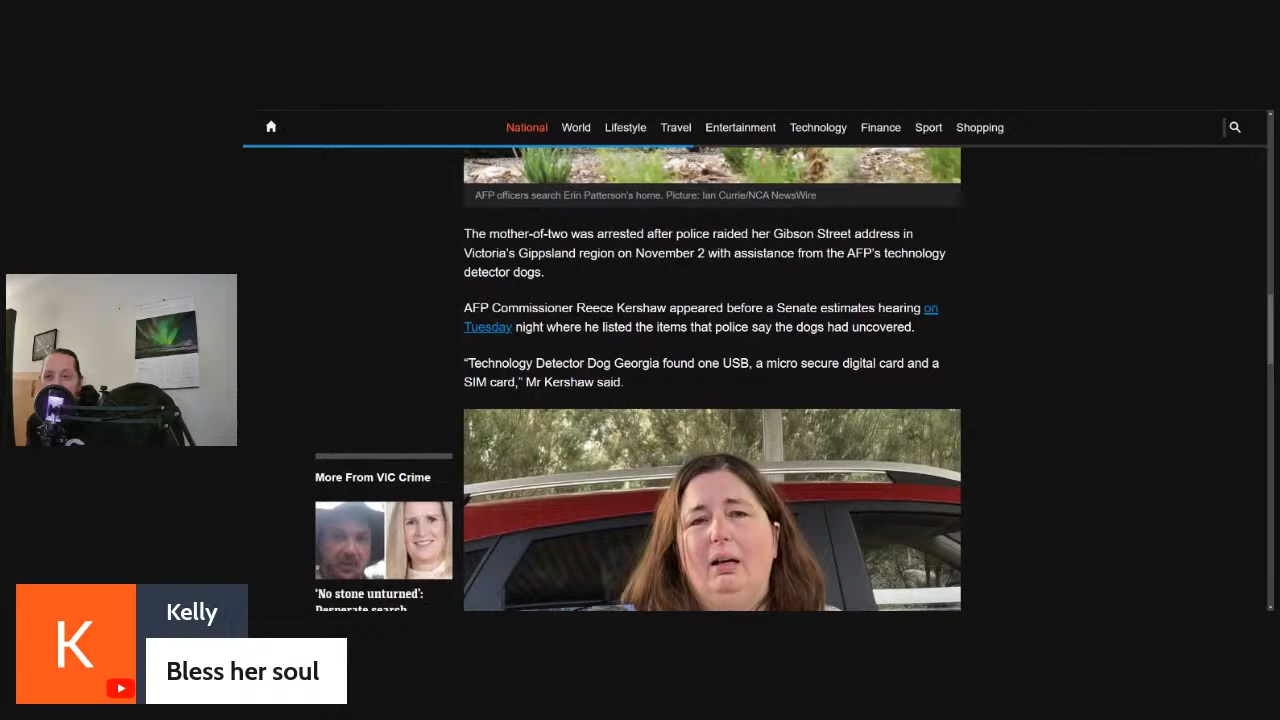 National World Lifestyle Travel Entertainment Technology Finance Sport Shopping
AFP officers search Erin Patterson's home. Picture: Ian Currie/NCA NewsWire
The mother-of-two was arrested after police raided her Gibson Street address in
Victoria's Gippsland region on November 2 with assistance from the AFP's technology
detector dogs.
AFP Commissioner Reece Kershaw appeared before a Senate estimates hearing on
Tuesday night where he listed the items that police say the dogs had uncovered.
“Technology Detector Dog Georgia found one USB, a micro secure digital card and a
SIM card,” Mr Kershaw said.
More From VIC Crime
‘No stone unturned’:
Desperate search
K
Kelly
Bless her soul